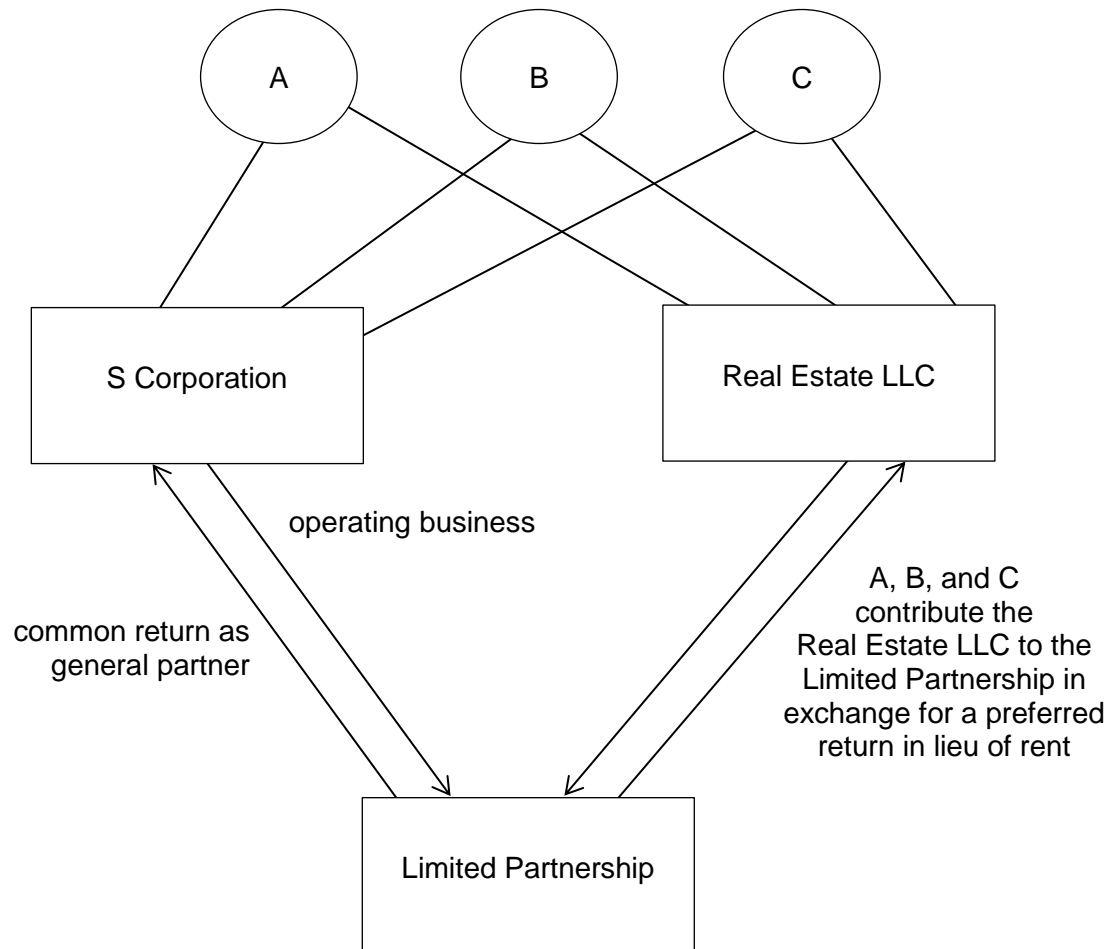 A
B
C
S Corporation
Real Estate LLC
operating business
common return as
general partner
A, B, and C
contribute the
Real Estate LLC to the
Limited Partnership in
exchange for a preferred
return in lieu of rent
Limited Partnership